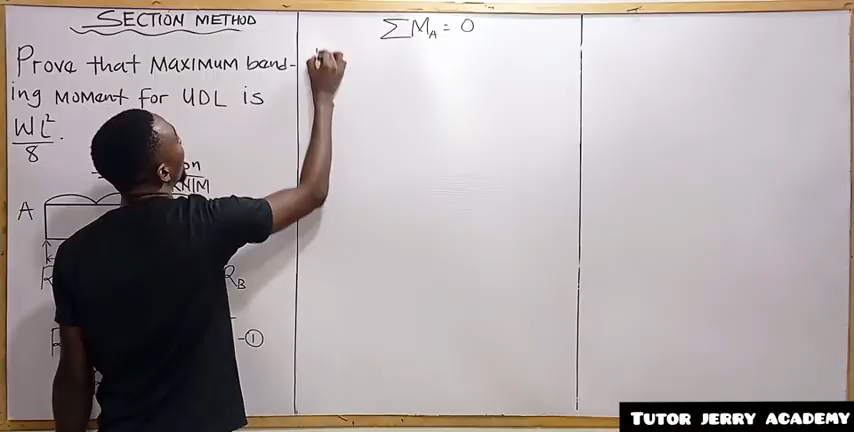 SECTION METHOD
Prove that MAXIMUM bend-
ing MOMent for UDL is
WL²
8
.
KN/M
A
R_B
-①
ΣM_A = 0
TUTOR JERRY ACADEMY